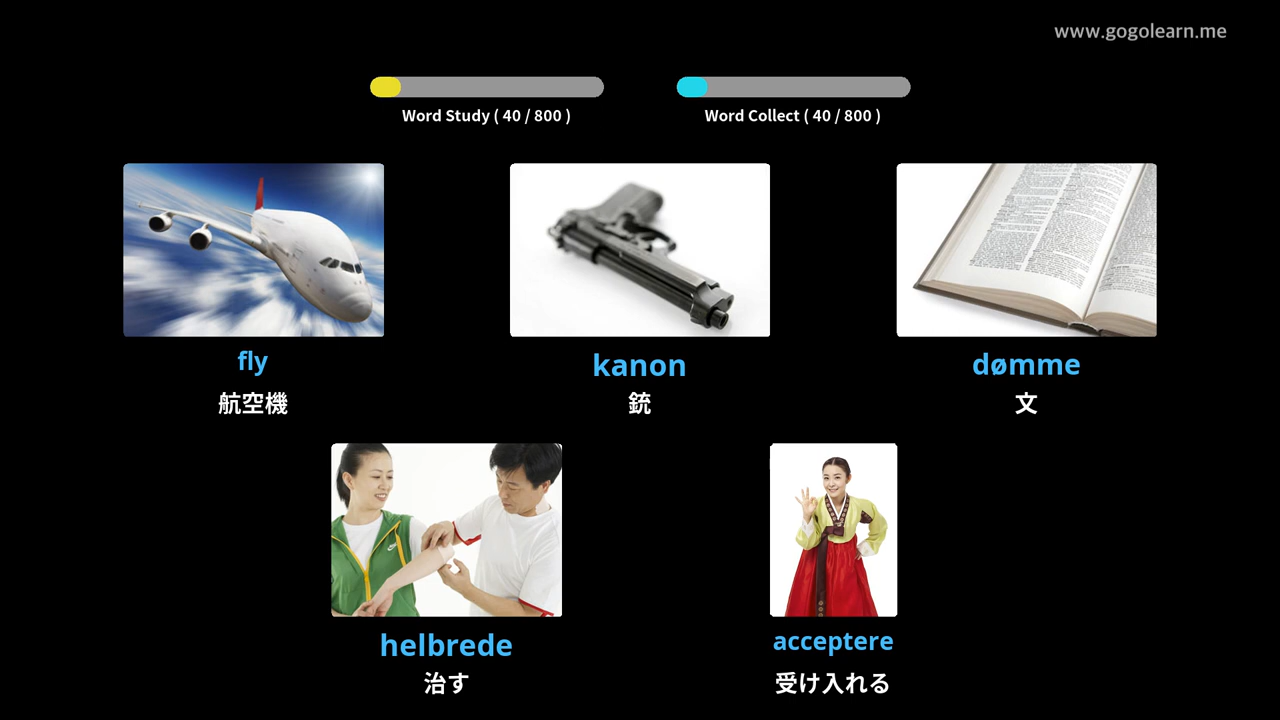 www.gogolearn.me
Word Study ( 40 / 800 )
Word Collect ( 40 / 800 )
fly
航空機
kanon
銃
dømme
文
helbrede
治す
acceptere
受け入れる